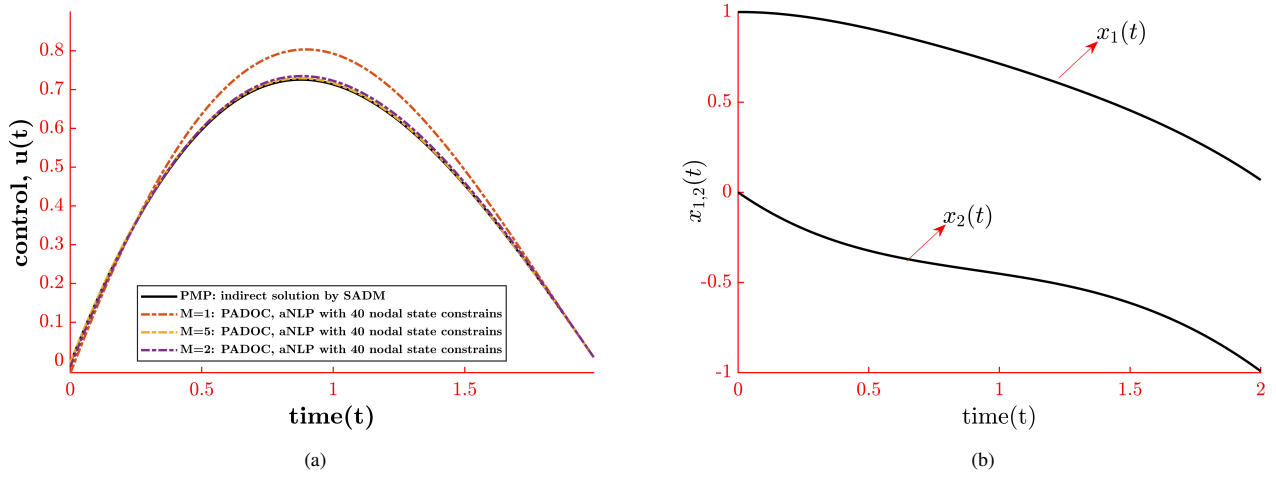 control, u(t)
0.8
0.7
0.6
0.5
0.4
0.3
0.2
0.1
0
PMP: indirect solution by SADM
M=1: PADOC, aNLP with 40 nodal state constrains
M=5: PADOC, aNLP with 40 nodal state constrains
M=2: PADOC, aNLP with 40 nodal state constrains
0 0.5 1 1.5
time(t)
(a)
x_{1,2}(t)
1
0.5
0
-0.5
-1
x_1(t)
x_2(t)
0 0.5 1 1.5 2
time(t)
(b)